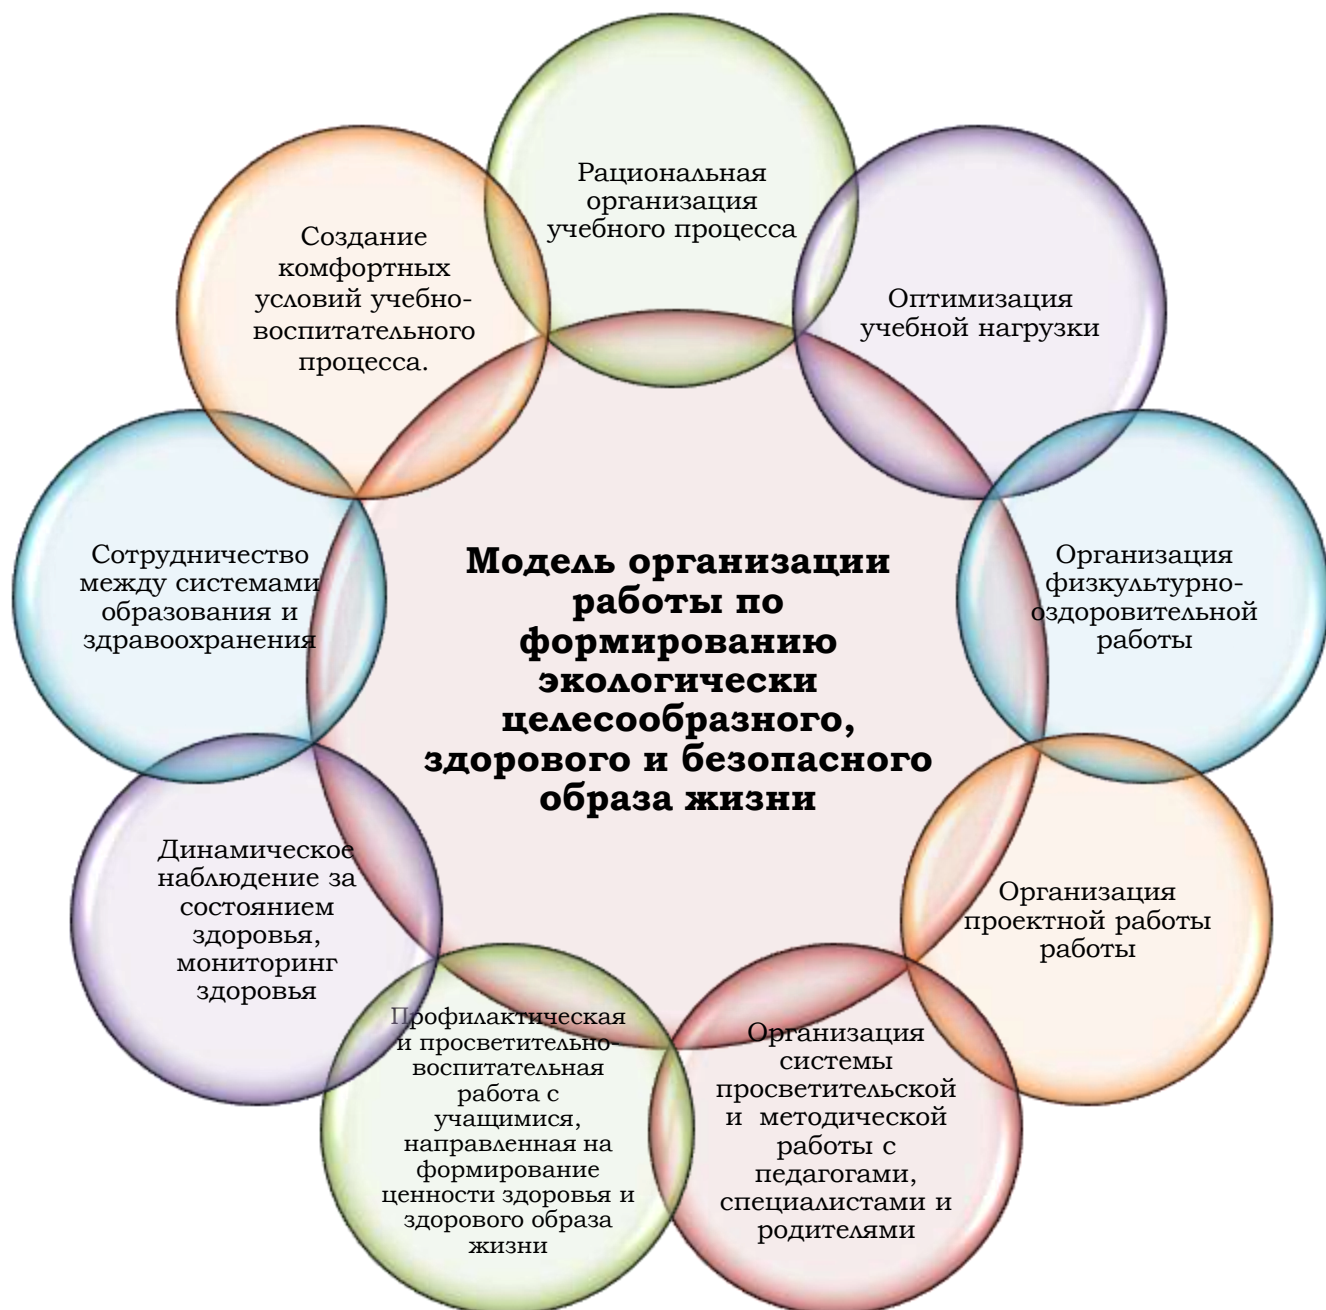 Рациональная
организация
учебного процесса
Оптимизация
учебной нагрузки
Организация
физкультурно-
оздоровительной
работы
Организация
проектной работы
работы
Организация
системы
просветительской
и методической
работы с
педагогами,
специалистами и
родителями
Профилактическая
и просветительно-
воспитательная
работа с
учащимися,
направленная на
формирование
ценности здоровья и
здорового образа
жизни
Динамическое
наблюдение за
состоянием
здоровья,
мониторинг
здоровья
Сотрудничество
между системами
образования и
здравоохранения
Создание
комфортных
условий учебно-
воспитательного
процесса.
Модель организации
работы по
формированию
экологически
целесообразного,
здорового и безопасного
образа жизни